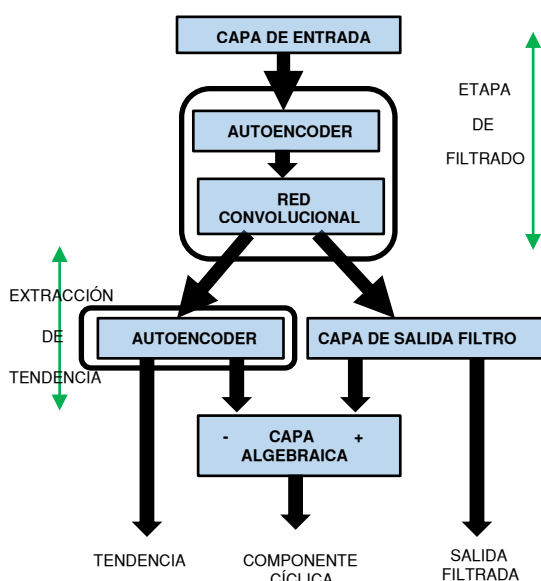 CAPA DE ENTRADA
ETAPA
DE
FILTRADO
AUTOENCODER
RED
CONVOLUCIONAL
EXTRACCIÓN
DE
TENDENCIA
AUTOENCODER
CAPA DE SALIDA FILTRO
- CAPA +
ALGEBRAICA
TENDENCIA
COMPONENTE
CÍCLICA
SALIDA
FILTRADA